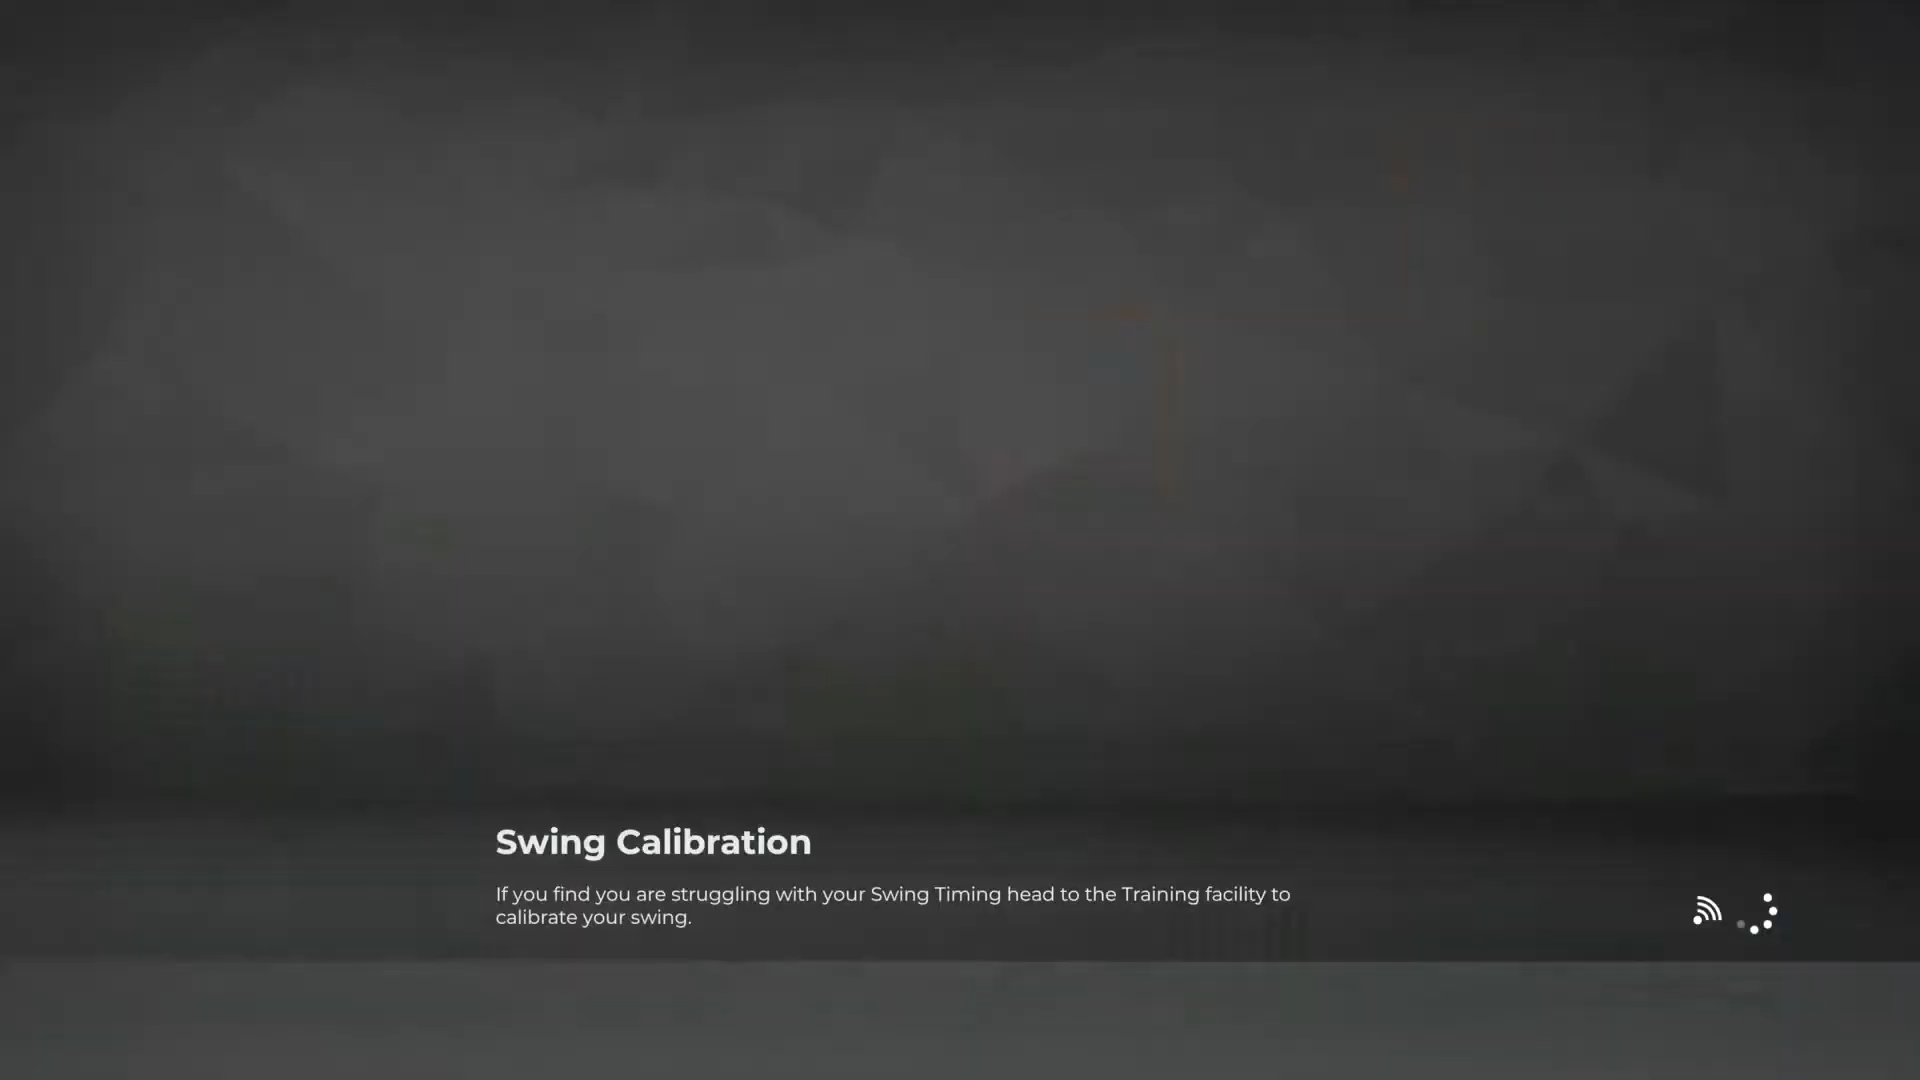 Swing Calibration
If you find you are struggling with your Swing Timing head to the Training facility to
calibrate your swing.